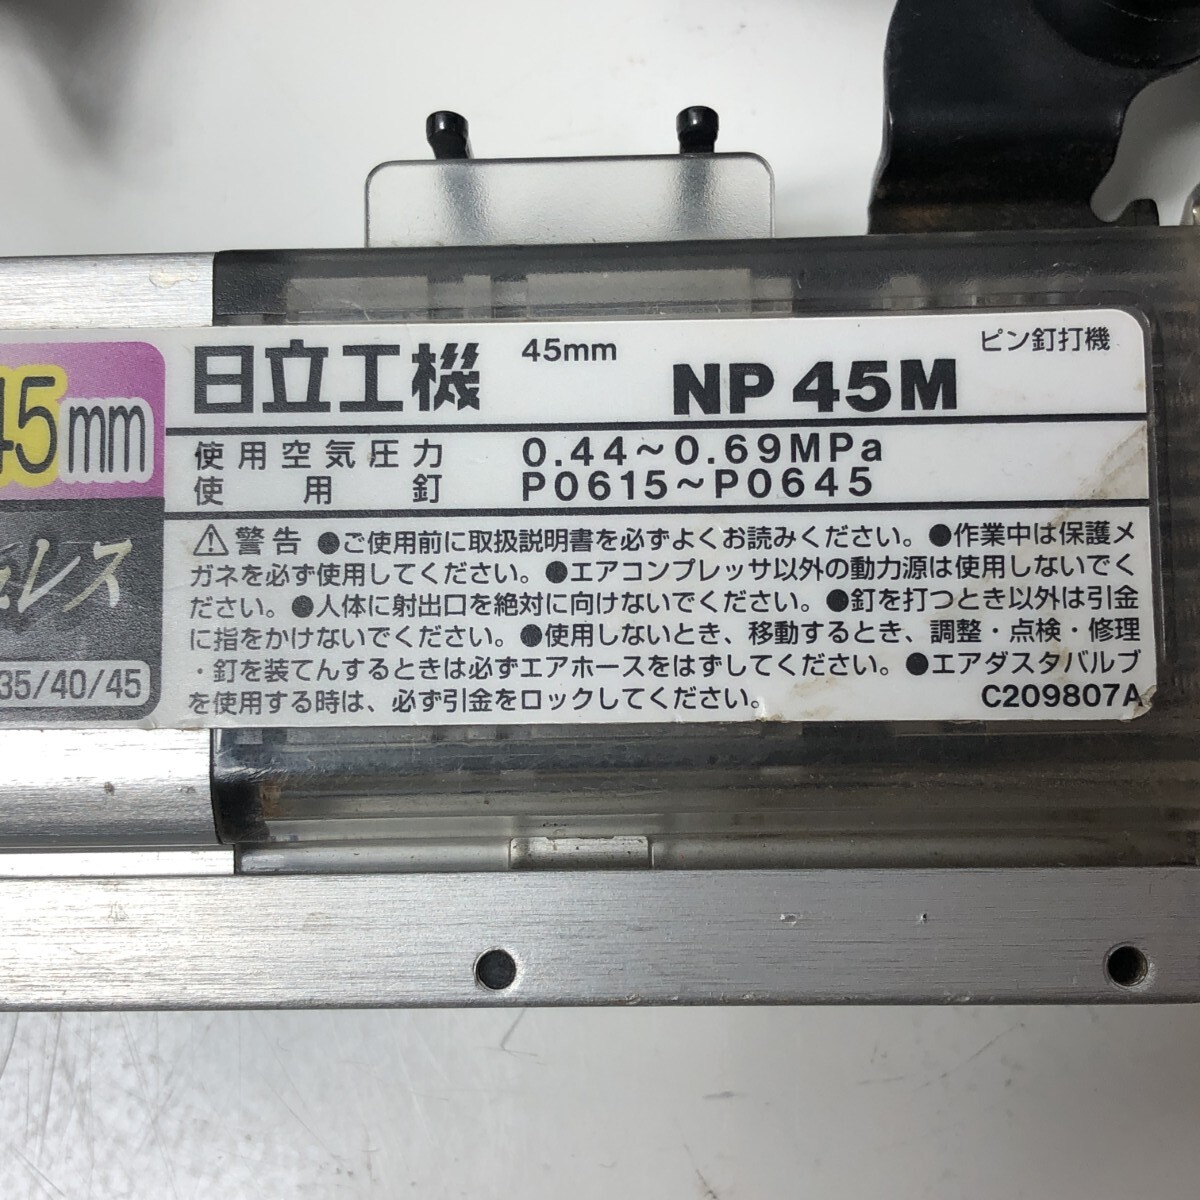 日立工機 45mm NP 45M ピン釘打機
使用空気圧力 0.44~0.69MPa
使用釘 P0615~P0645
⚠警告 ●ご使用前に取扱説明書を必ずよくお読みください。●作業中は保護メ
ガネを必ず使用してください。●エアコンプレッサ以外の動力源は使用しないでく
ださい。●人体に射出口を絶対に向けないでください。●釘を打つとき以外は引金
に指をかけないでください。●使用しないとき、移動するとき、調整・点検・修理
・釘を装てんするときは必ずエアホースをはずしてください。●エアダスタバルブ
を使用する時は、必ず引金をロックしてください。 C209807A
45mm
レス
35/40/45